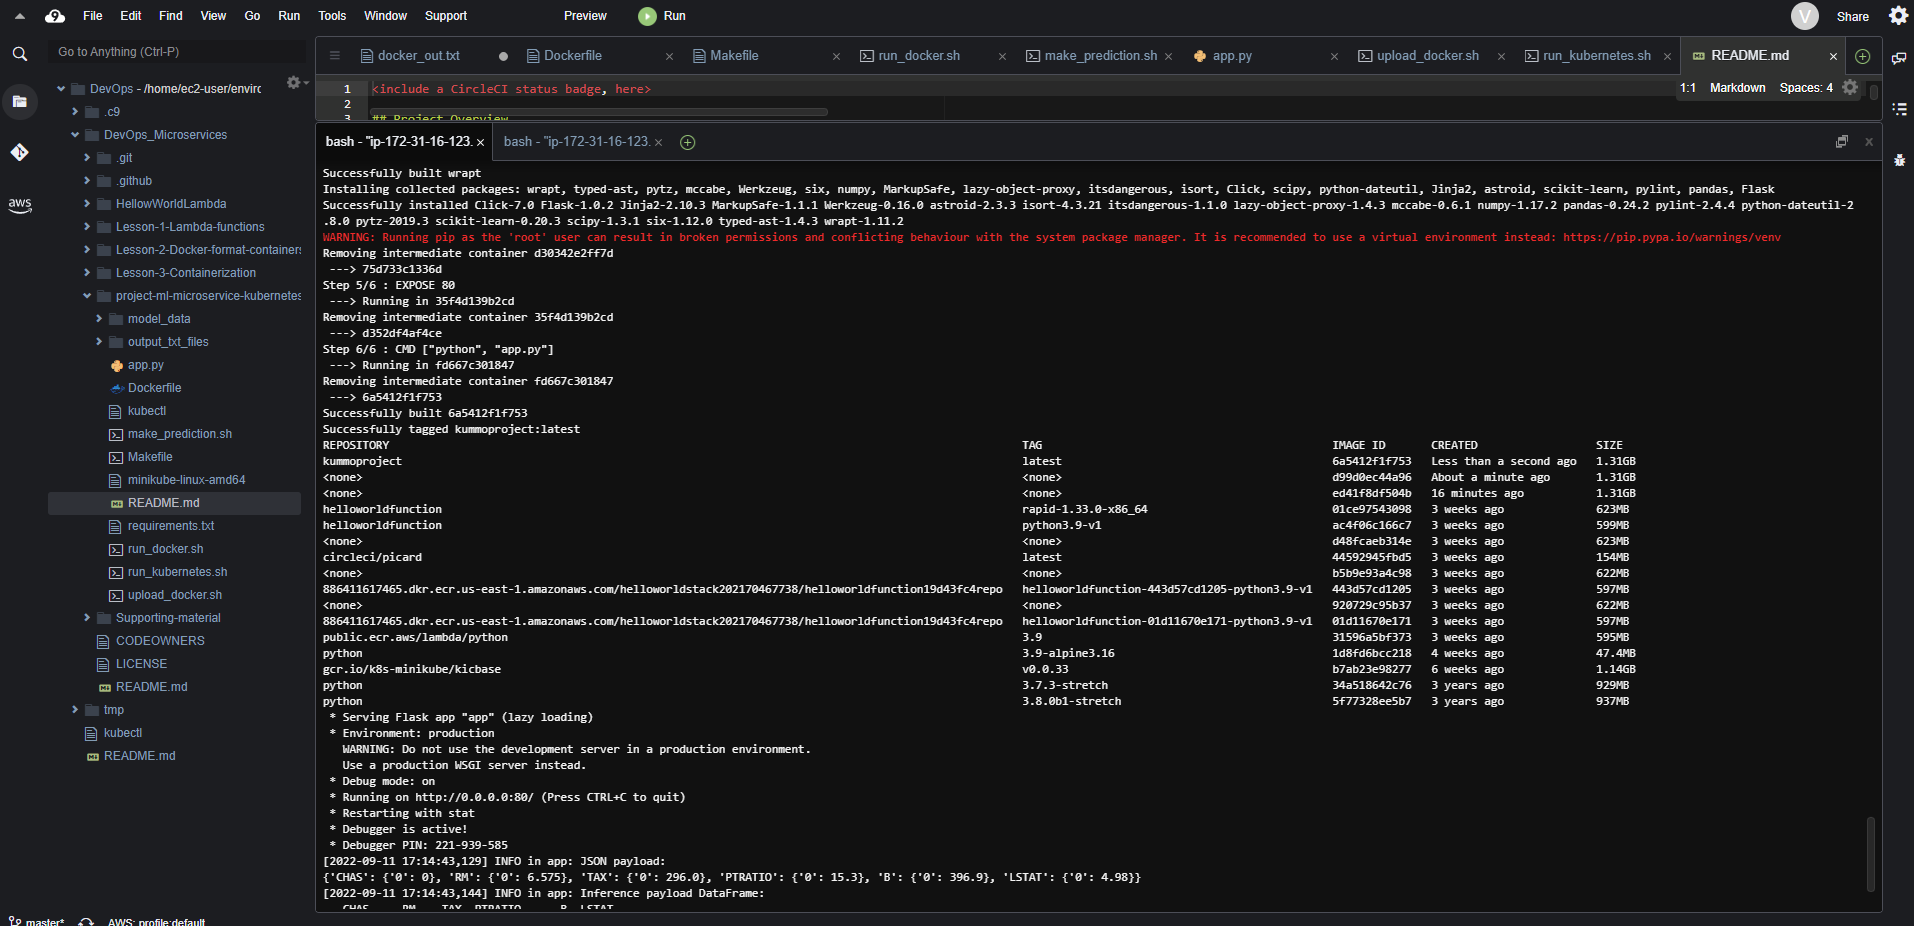 File Edit Find View Go Run Tools Window Support Preview Run V Share
Go to Anything (Ctrl-P)
docker_out.txt Dockerfile Makefile run_docker.sh make_prediction.sh app.py upload_docker.sh run_kubernetes.sh README.md
1 <include a CircleCI status badge, here>
2
3 ## Project Overview
1:1 Markdown Spaces: 4
aws
DevOps - /home/ec2-user/enviro
.c9
DevOps_Microservices
.git
.github
HellowWorldLambda
Lesson-1-Lambda-functions
Lesson-2-Docker-format-containers
Lesson-3-Containerization
project-ml-microservice-kubernetes
model_data
output_txt_files
app.py
Dockerfile
kubectl
make_prediction.sh
Makefile
minikube-linux-amd64
README.md
requirements.txt
run_docker.sh
run_kubernetes.sh
upload_docker.sh
Supporting-material
CODEOWNERS
LICENSE
README.md
tmp
kubectl
README.md
bash - "ip-172-31-16-123. bash - "ip-172-31-16-123.
Successfully built wrapt
Installing collected packages: wrapt, typed-ast, pytz, mccabe, Werkzeug, six, numpy, MarkupSafe, lazy-object-proxy, itsdangerous, isort, Click, scipy, python-dateutil, Jinja2, astroid, scikit-learn, pylint, pandas, Flask
Successfully installed Click-7.0 Flask-1.0.2 Jinja2-2.10.3 MarkupSafe-1.1.1 Werkzeug-0.16.0 astroid-2.3.3 isort-4.3.21 itsdangerous-1.1.0 lazy-object-proxy-1.4.3 mccabe-0.6.1 numpy-1.17.2 pandas-0.24.2 pylint-2.4.4 python-dateutil-2
.8.0 pytz-2019.3 scikit-learn-0.20.3 scipy-1.3.1 six-1.12.0 typed-ast-1.4.3 wrapt-1.11.2
WARNING: Running pip as the 'root' user can result in broken permissions and conflicting behaviour with the system package manager. It is recommended to use a virtual environment instead: https://pip.pypa.io/warnings/venv
Removing intermediate container d30342e2ff7d
---> 75d733c1336d
Step 5/6 : EXPOSE 80
---> Running in 35f4d139b2cd
Removing intermediate container 35f4d139b2cd
---> d352df4af4ce
Step 6/6 : CMD ["python", "app.py"]
---> Running in fd667c301847
Removing intermediate container fd667c301847
---> 6a5412f1f753
Successfully built 6a5412f1f753
Successfully tagged kummoproject:latest
REPOSITORY TAG IMAGE ID CREATED SIZE
kummoproject latest 6a5412f1f753 Less than a second ago 1.31GB
<none> <none> d99d0ec44a96 About a minute ago 1.31GB
<none> <none> ed41f8df504b 16 minutes ago 1.31GB
helloworldfunction rapid-1.33.0-x86_64 01ce97543098 3 weeks ago 623MB
helloworldfunction python3.9-v1 ac4f06c166c7 3 weeks ago 599MB
<none> <none> d48fcaeb314e 3 weeks ago 623MB
circleci/picard latest 44592945fbd5 3 weeks ago 154MB
<none> <none> b5b9e93a4c98 3 weeks ago 622MB
886411617465.dkr.ecr.us-east-1.amazonaws.com/helloworldstack202170467738/helloworldfunction19d43fc4repo helloworldfunction-443d57cd1205-python3.9-v1 443d57cd1205 3 weeks ago 597MB
<none> <none> 920729c95b37 3 weeks ago 622MB
886411617465.dkr.ecr.us-east-1.amazonaws.com/helloworldstack202170467738/helloworldfunction19d43fc4repo helloworldfunction-01d11670e171-python3.9-v1 01d11670e171 3 weeks ago 597MB
public.ecr.aws/lambda/python 3.9 31596a5bf373 3 weeks ago 595MB
python 3.9-alpine3.16 1d8fd6bcc218 4 weeks ago 47.4MB
gcr.io/k8s-minikube/kicbase v0.0.33 b7ab23e98277 6 weeks ago 1.14GB
python 3.7.3-stretch 34a518642c76 3 years ago 929MB
python 3.8.0b1-stretch 5f77328ee5b7 3 years ago 937MB
* Serving Flask app "app" (lazy loading)
* Environment: production
WARNING: Do not use the development server in a production environment.
Use a production WSGI server instead.
* Debug mode: on
* Running on http://0.0.0.0:80/ (Press CTRL+C to quit)
* Restarting with stat
* Debugger is active!
* Debugger PIN: 221-939-585
[2022-09-11 17:14:43,129] INFO in app: JSON payload:
{'CHAS': {'0': 0}, 'RM': {'0': 6.575}, 'TAX': {'0': 296.0}, 'PTRATIO': {'0': 15.3}, 'B': {'0': 396.9}, 'LSTAT': {'0': 4.98}}
[2022-09-11 17:14:43,144] INFO in app: Inference payload DataFrame:
CHAS RM TAX PTRATIO B LSTAT
master* AWS: profile:default